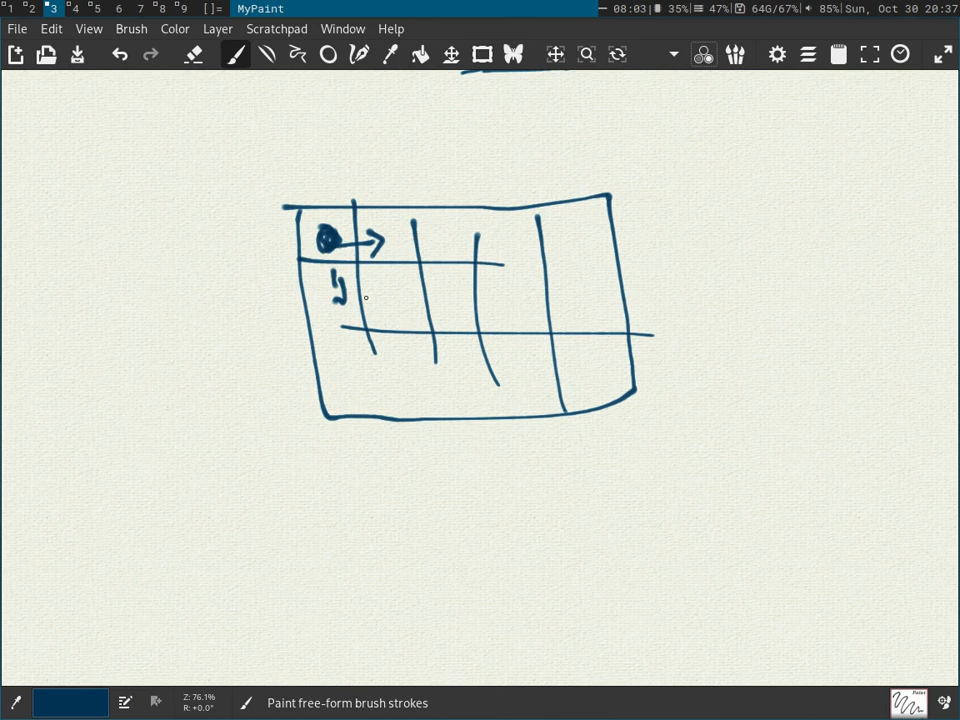 1 2 3 4 5 6 7 8 9 [ ]= MyPaint 08:03 35% 47% 64G/67% 85% Sun, Oct 30 20:37
File Edit View Brush Color Layer Scratchpad Window Help
Z: 76.1%
R: +0.0°
Paint free-form brush strokes
Paint